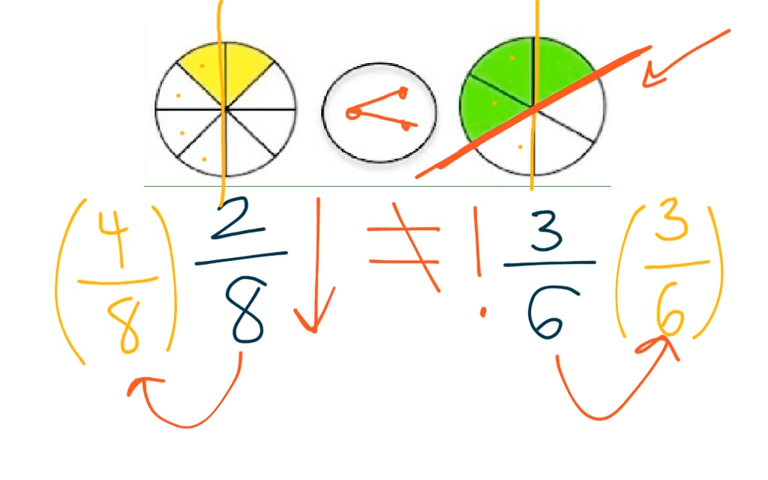 <
(4/8) 2/8 ↓ ≠ ! 3/6 (3/6)